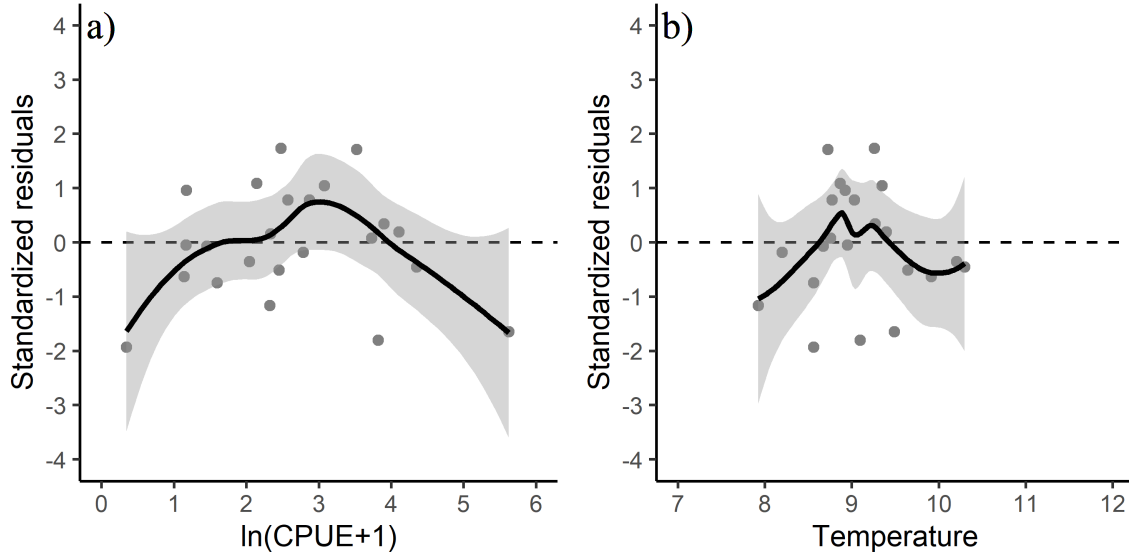 a)
Standardized residuals
4
3
2
1
0
-1
-2
-3
-4
0 1 2 3 4 5 6
ln(CPUE+1)
b)
Standardized residuals
4
3
2
1
0
-1
-2
-3
-4
7 8 9 10 11 12
Temperature